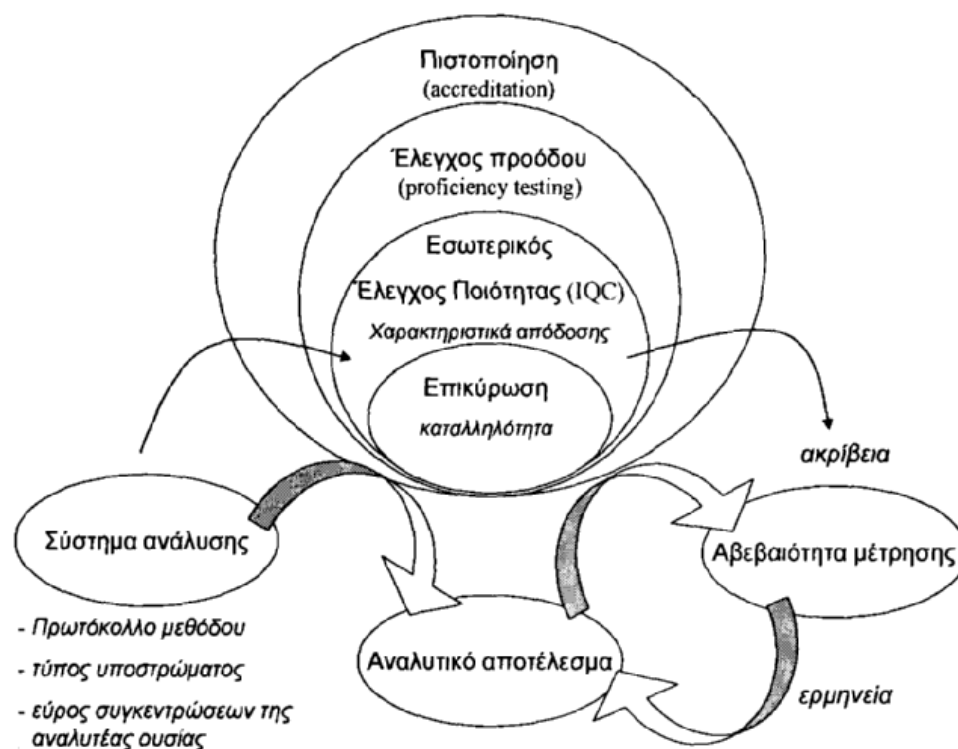 Πιστοποίηση
(accreditation)
Έλεγχος προόδου
(proficiency testing)
Εσωτερικός
Έλεγχος Ποιότητας (IQC)
Χαρακτηριστικά απόδοσης
Επικύρωση
καταλληλότητα
ακρίβεια
Σύστημα ανάλυσης
Αβεβαιότητα μέτρησης
- Πρωτόκολλο μεθόδου
- τύπος υποστρώματος
- εύρος συγκεντρώσεων της
αναλυτέας ουσίας
Αναλυτικό αποτέλεσμα
ερμηνεία